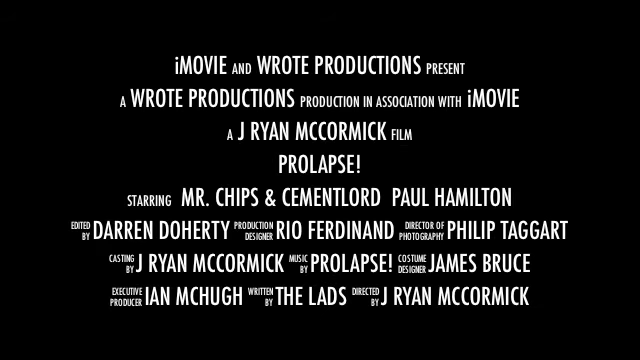 iMOVIE AND WROTE PRODUCTIONS PRESENT
A WROTE PRODUCTIONS PRODUCTION IN ASSOCIATION WITH iMOVIE
A J RYAN MCCORMICK FILM
PROLAPSE!
STARRING MR. CHIPS & CEMENTLORD PAUL HAMILTON
EDITED BY DARREN DOHERTY PRODUCTION DESIGNER RIO FERDINAND DIRECTOR OF PHOTOGRAPHY PHILIP TAGGART
CASTING BY J RYAN MCCORMICK MUSIC BY PROLAPSE! COSTUME DESIGNER JAMES BRUCE
EXECUTIVE PRODUCER IAN MCHUGH WRITTEN BY THE LADS DIRECTED BY J RYAN MCCORMICK